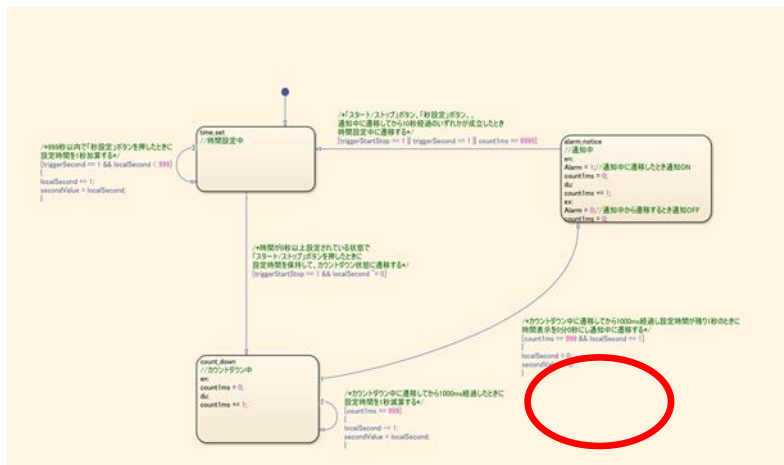 /*「スタート/ストップ」ボタン、「秒設定」ボタン、、
通知中に遷移してから10秒経過のいずれかが成立したとき
時間設定中に遷移する*/
[triggerStartStop == 1 || triggerSecond == 1 || count1ms == 9999]
time_set
//時間設定中
/*999秒以内で「秒設定」ボタンを押したときに
設定時間を1秒加算する*/
[triggerSecond == 1 && localSecond < 999]
{
localSecond += 1;
secondValue = localSecond;
}
alarm_notice
//通知中
en:
Alarm = 1;//通知中に遷移したとき通知ON
count1ms = 0;
du:
count1ms += 1;
ex:
Alarm = 0;//通知中から遷移するとき通知OFF
count1ms = 0;
/*時間が0秒以上設定されている状態で
「スタート/ストップ」ボタンを押したときに
設定時間を保持して、カウントダウン状態に遷移する*/
[triggerStartStop == 1 && localSecond ~= 0]
/*カウントダウン中に遷移してから1000ms経過し設定時間が残り1秒のときに
時間表示を0分0秒にし通知中に遷移する*/
[count1ms == 999 && localSecond == 1]
{
localSecond = 0;
}
count_down
//カウントダウン中
en:
count1ms = 0;
du:
count1ms += 1;
/*カウントダウン中に遷移してから1000ms経過したときに
設定時間を1秒減算する*/
[count1ms == 999]
{
localSecond -= 1;
secondValue = localSecond;
}